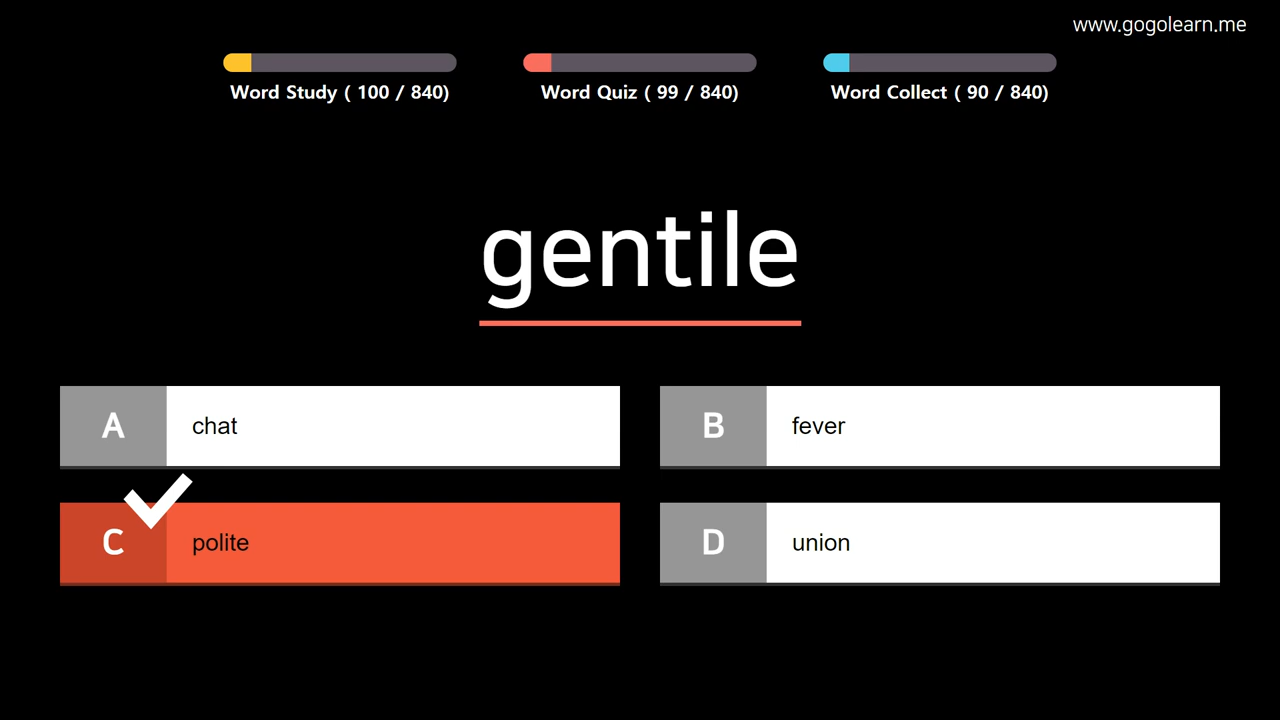 www.gogolearn.me
Word Study ( 100 / 840)
Word Quiz ( 99 / 840)
Word Collect ( 90 / 840)
gentile
A chat
B fever
C polite
D union